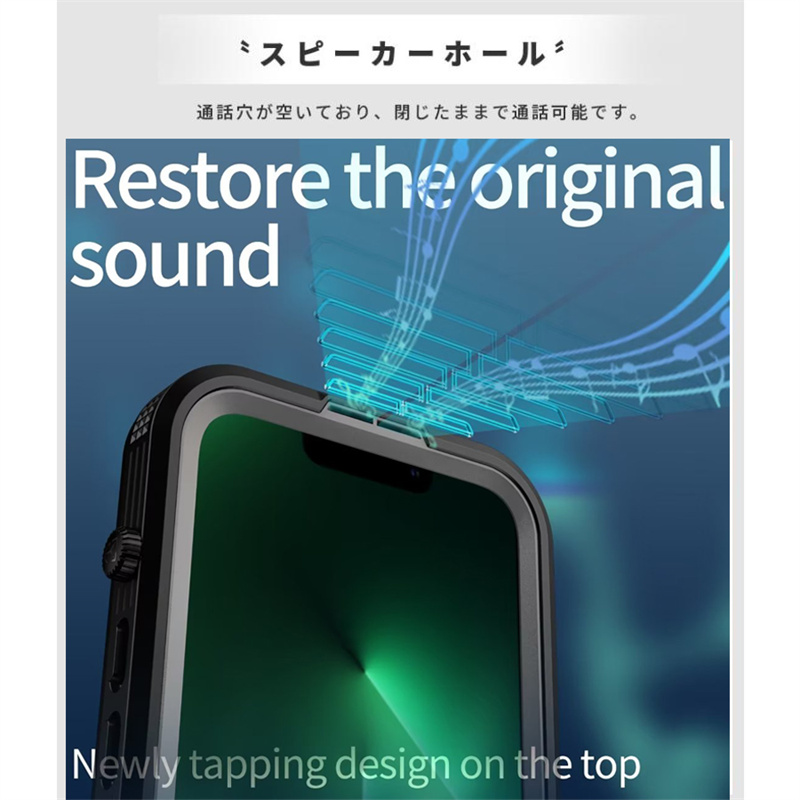 〝スピーカーホール〞
通話穴が空いており、閉じたままで通話可能です。
Restore the original
sound
Newly tapping design on the top